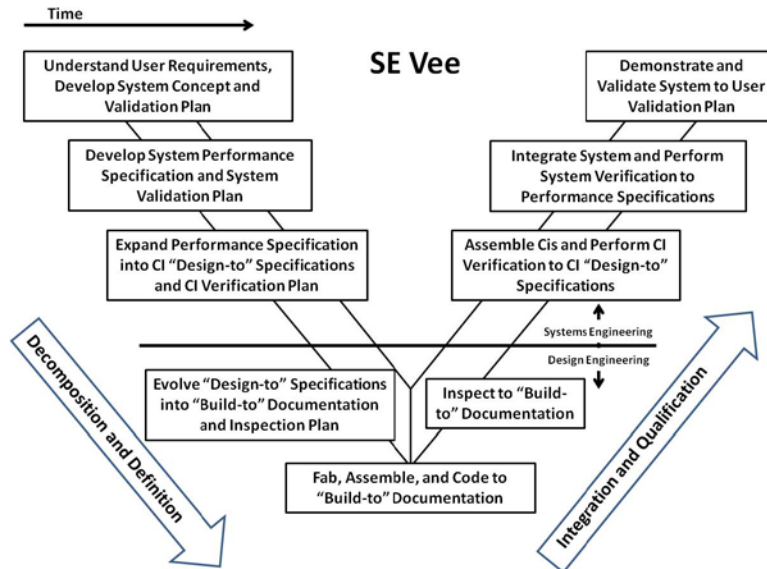 Time
SE Vee
Understand User Requirements,
Develop System Concept and
Validation Plan
Demonstrate and
Validate System to User
Validation Plan
Develop System Performance
Specification and System
Validation Plan
Integrate System and Perform
System Verification to
Performance Specifications
Expand Performance Specification
into CI “Design-to” Specifications
and CI Verification Plan
Assemble Cis and Perform CI
Verification to CI “Design-to”
Specifications
Systems Engineering
Design Engineering
Evolve “Design-to” Specifications
into “Build-to” Documentation
and Inspection Plan
Inspect to “Build-
to” Documentation
Fab, Assemble, and Code to
“Build-to” Documentation
Decomposition and Definition
Integration and Qualification